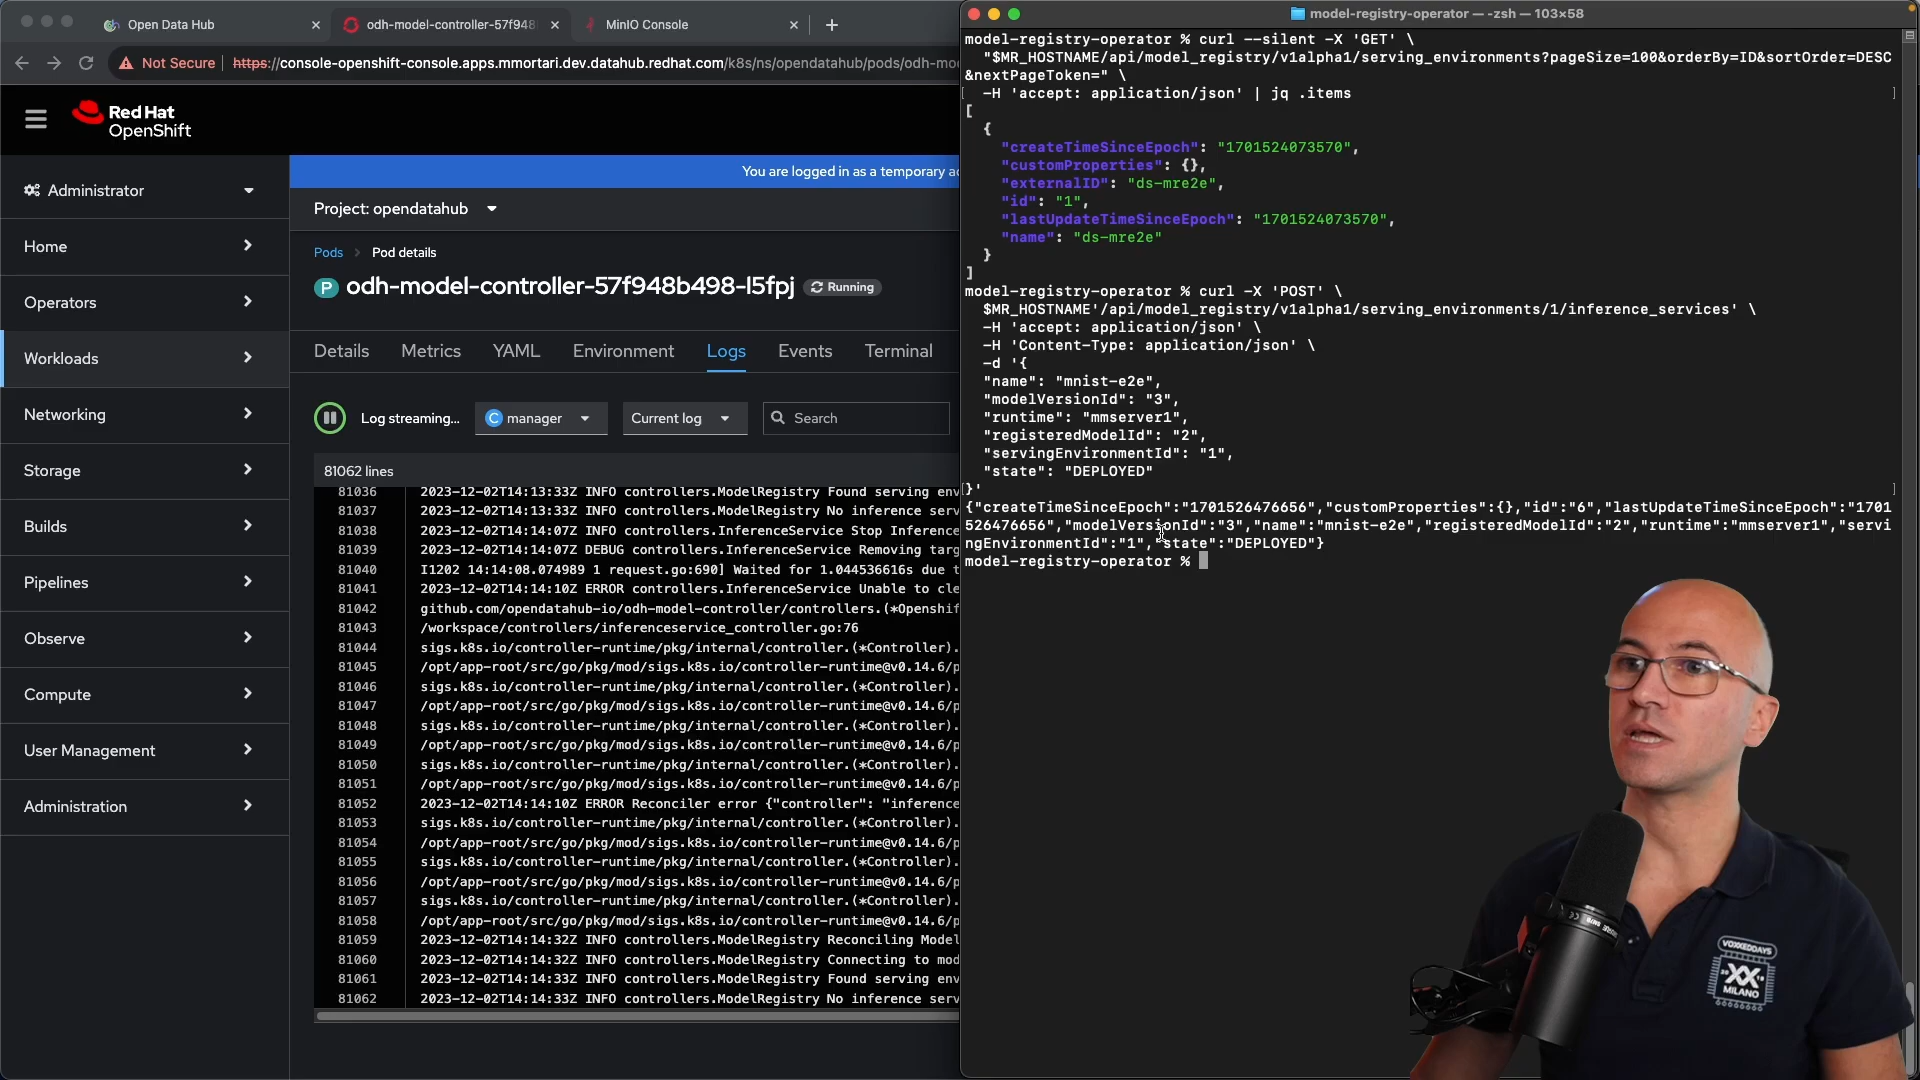 Open Data Hub
odh-model-controller-57f948
MinIO Console
Not Secure
https://console-openshift-console.apps.mmortari.dev.datahub.redhat.com/k8s/ns/opendatahub/pods/odh-mo
Red Hat
OpenShift
You are logged in as a temporary a
Administrator
Home
Operators
Workloads
Networking
Storage
Builds
Pipelines
Observe
Compute
User Management
Administration
Project: opendatahub
Pods
Pod details
P
odh-model-controller-57f948b498-l5fpj
Running
Details
Metrics
YAML
Environment
Logs
Events
Terminal
Log streaming...
C manager
Current log
Search
81062 lines
81036 2023-12-02T14:13:33Z INFO controllers.ModelRegistry Found serving env
81037 2023-12-02T14:13:33Z INFO controllers.ModelRegistry No inference serv
81038 2023-12-02T14:14:07Z INFO controllers.InferenceService Stop Inferenc
81039 2023-12-02T14:14:07Z DEBUG controllers.InferenceService Removing targ
81040 I1202 14:14:08.074989 1 request.go:690] Waited for 1.044536616s due t
81041 2023-12-02T14:14:10Z ERROR controllers.InferenceService Unable to cle
81042 github.com/opendatahub-io/odh-model-controller/controllers.(*Openshif
81043 /workspace/controllers/inferenceservice_controller.go:76
81044 sigs.k8s.io/controller-runtime/pkg/internal/controller.(*Controller).
81045 /opt/app-root/src/go/pkg/mod/sigs.k8s.io/controller-runtime@v0.14.6/p
81046 sigs.k8s.io/controller-runtime/pkg/internal/controller.(*Controller).
81047 /opt/app-root/src/go/pkg/mod/sigs.k8s.io/controller-runtime@v0.14.6/p
81048 sigs.k8s.io/controller-runtime/pkg/internal/controller.(*Controller).
81049 /opt/app-root/src/go/pkg/mod/sigs.k8s.io/controller-runtime@v0.14.6/p
81050 sigs.k8s.io/controller-runtime/pkg/internal/controller.(*Controller).
81051 /opt/app-root/src/go/pkg/mod/sigs.k8s.io/controller-runtime@v0.14.6/p
81052 2023-12-02T14:14:10Z ERROR Reconciler error {"controller": "inference
81053 sigs.k8s.io/controller-runtime/pkg/internal/controller.(*Controller).
81054 /opt/app-root/src/go/pkg/mod/sigs.k8s.io/controller-runtime@v0.14.6/p
81055 sigs.k8s.io/controller-runtime/pkg/internal/controller.(*Controller).
81056 /opt/app-root/src/go/pkg/mod/sigs.k8s.io/controller-runtime@v0.14.6/p
81057 sigs.k8s.io/controller-runtime/pkg/internal/controller.(*Controller).
81058 /opt/app-root/src/go/pkg/mod/sigs.k8s.io/controller-runtime@v0.14.6/p
81059 2023-12-02T14:14:32Z INFO controllers.ModelRegistry Reconciling Model
81060 2023-12-02T14:14:32Z INFO controllers.ModelRegistry Connecting to mod
81061 2023-12-02T14:14:33Z INFO controllers.ModelRegistry Found serving env
81062 2023-12-02T14:14:33Z INFO controllers.ModelRegistry No inference serv
model-registry-operator — -zsh — 103×58
model-registry-operator % curl --silent -X 'GET' \
"$MR_HOSTNAME/api/model_registry/v1alpha1/serving_environments?pageSize=100&orderBy=ID&sortOrder=DESC
&nextPageToken=" \
-H 'accept: application/json' | jq .items
[
{
"createTimeSinceEpoch": "1701524073570",
"customProperties": {},
"externalID": "ds-mre2e",
"id": "1",
"lastUpdateTimeSinceEpoch": "1701524073570",
"name": "ds-mre2e"
}
]
model-registry-operator % curl -X 'POST' \
$MR_HOSTNAME'/api/model_registry/v1alpha1/serving_environments/1/inference_services' \
-H 'accept: application/json' \
-H 'Content-Type: application/json' \
-d '{
"name": "mnist-e2e",
"modelVersionId": "3",
"runtime": "mmserver1",
"registeredModelId": "2",
"servingEnvironmentId": "1",
"state": "DEPLOYED"
}'
{"createTimeSinceEpoch":"1701526476656","customProperties":{},"id":"6","lastUpdateTimeSinceEpoch":"1701
526476656","modelVersionId":"3","name":"mnist-e2e","registeredModelId":"2","runtime":"mmserver1","servi
ngEnvironmentId":"1","state":"DEPLOYED"}
model-registry-operator %
VOXXEDDAYS
XX
MILANO